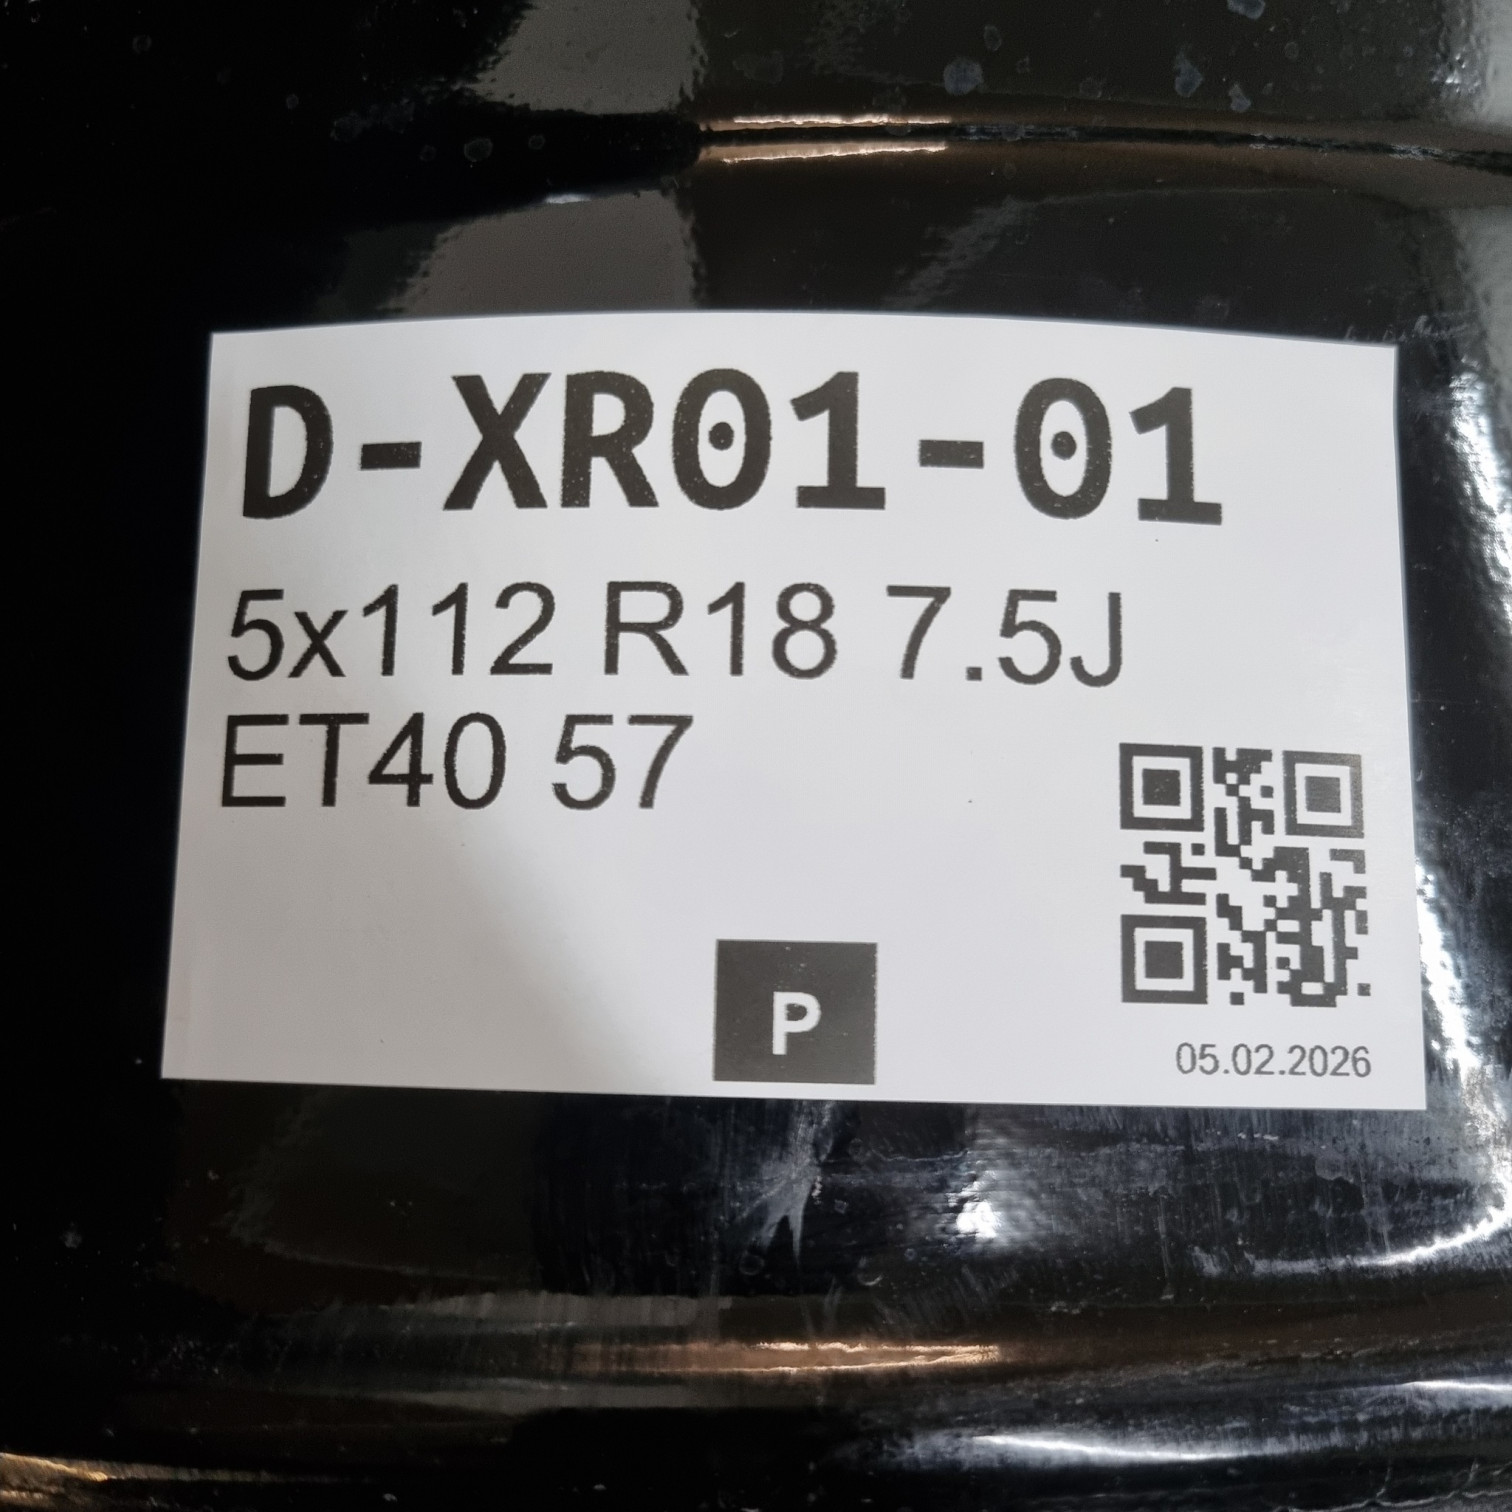 D-XR01-01
5x112 R18 7.5J
ET40 57
P
05.02.2026